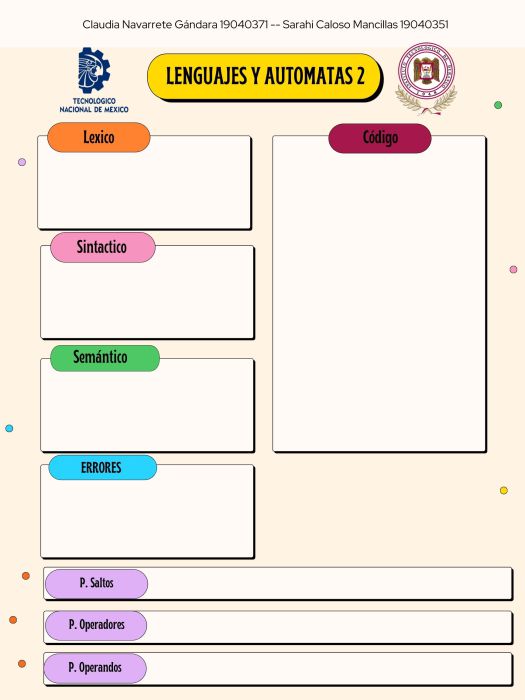 Claudia Navarrete Gándara 19040371 -- Sarahi Caloso Mancillas 19040351
LENGUAJES Y AUTOMATAS 2
TECNOLÓGICO
NACIONAL DE MÉXICO
Lexico
Código
Sintactico
Semántico
ERRORES
P. Saltos
P. Operadores
P. Operandos